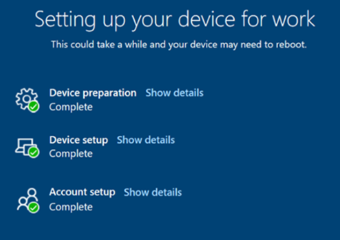 Setting up your device for work
This could take a while and your device may need to reboot.
Device preparation Show details
Complete
Device setup Show details
Complete
Account setup Show details
Complete